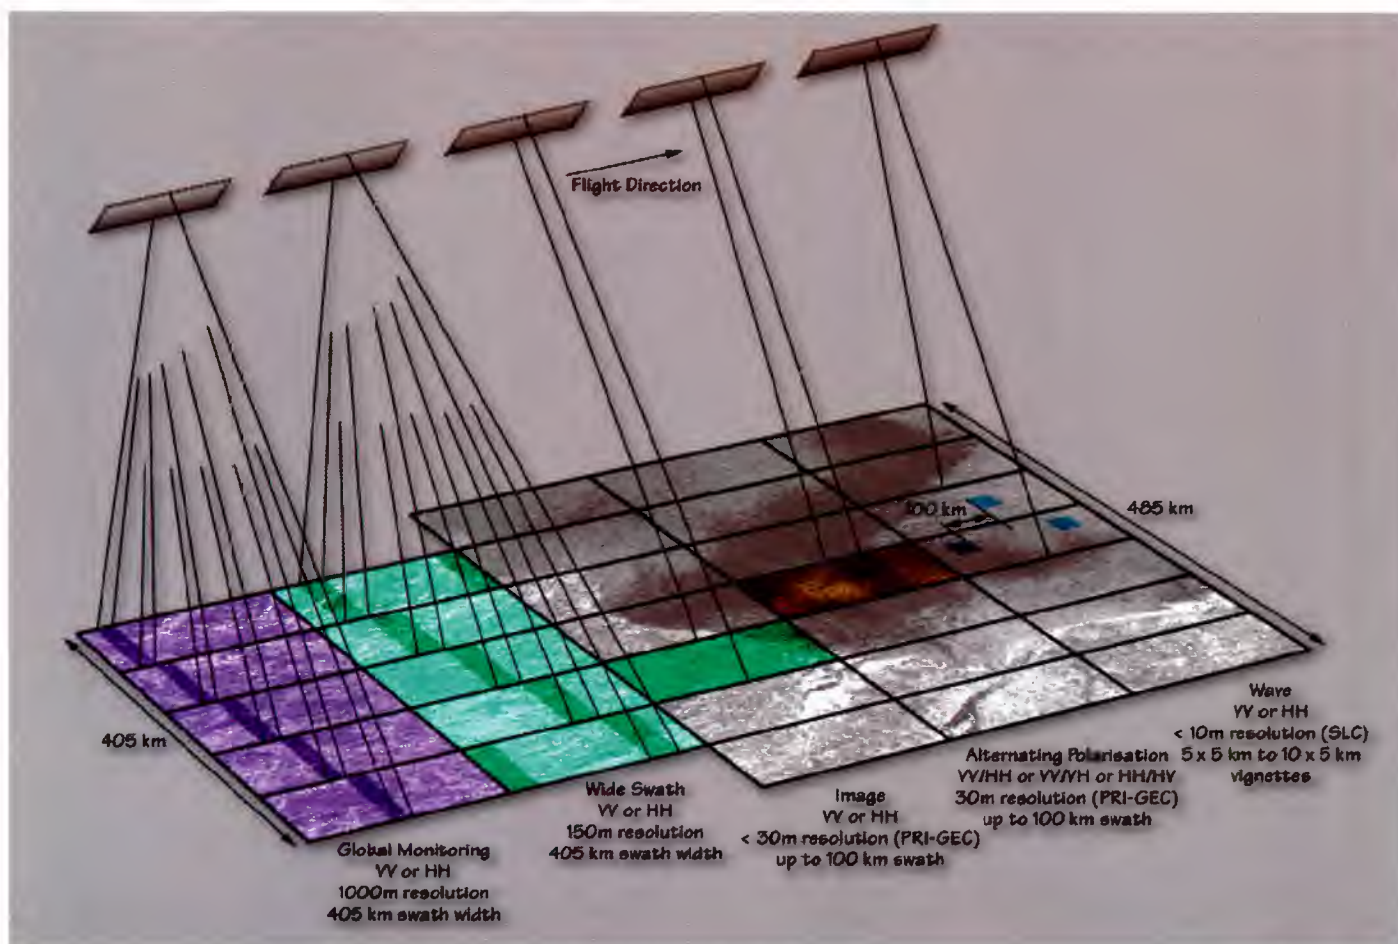 Flight Direction
100 km
485 km
405 km
Global Monitoring
VV or HH
1000m resolution
405 km swath width
Wide Swath
VV or HH
150m resolution
405 km swath width
Image
VV or HH
< 30m resolution (PRI-GEC)
up to 100 km swath
Alternating Polarisation
VV/HH or VV/VH or HH/HV
30m resolution (PRI-GEC)
up to 100 km swath
Wave
VV or HH
< 10m resolution (SLC)
5 x 5 km to 10 x 5 km
vignettes